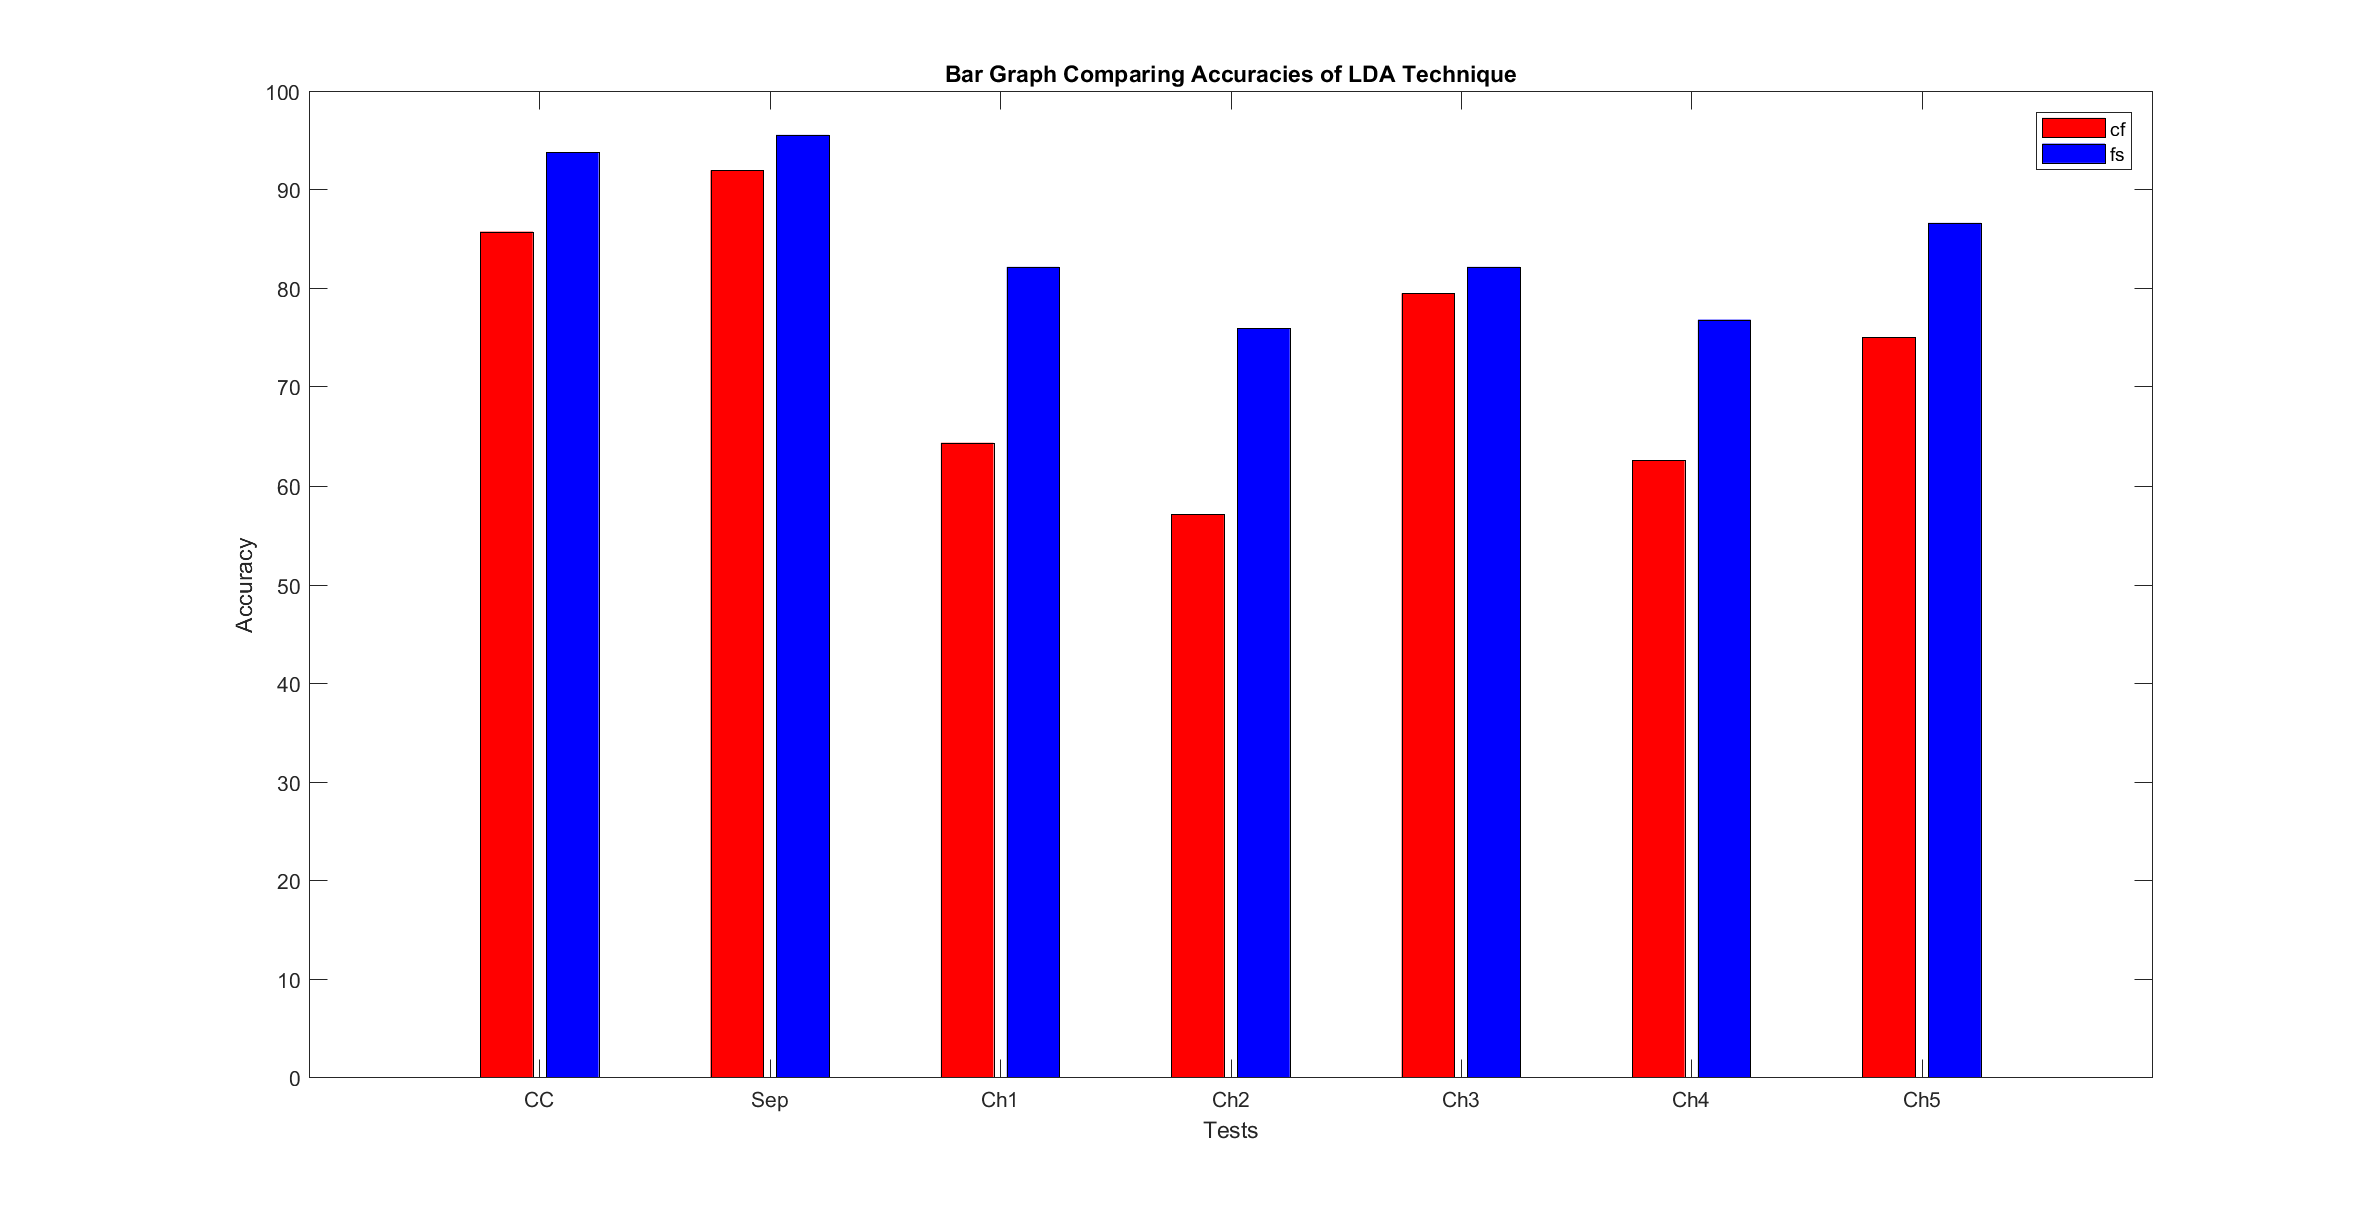 Bar Graph Comparing Accuracies of LDA Technique
100
90
80
70
60
50
40
30
20
10
0
Accuracy
cf
fs
CC
Sep
Ch1
Ch2
Ch3
Ch4
Ch5
Tests